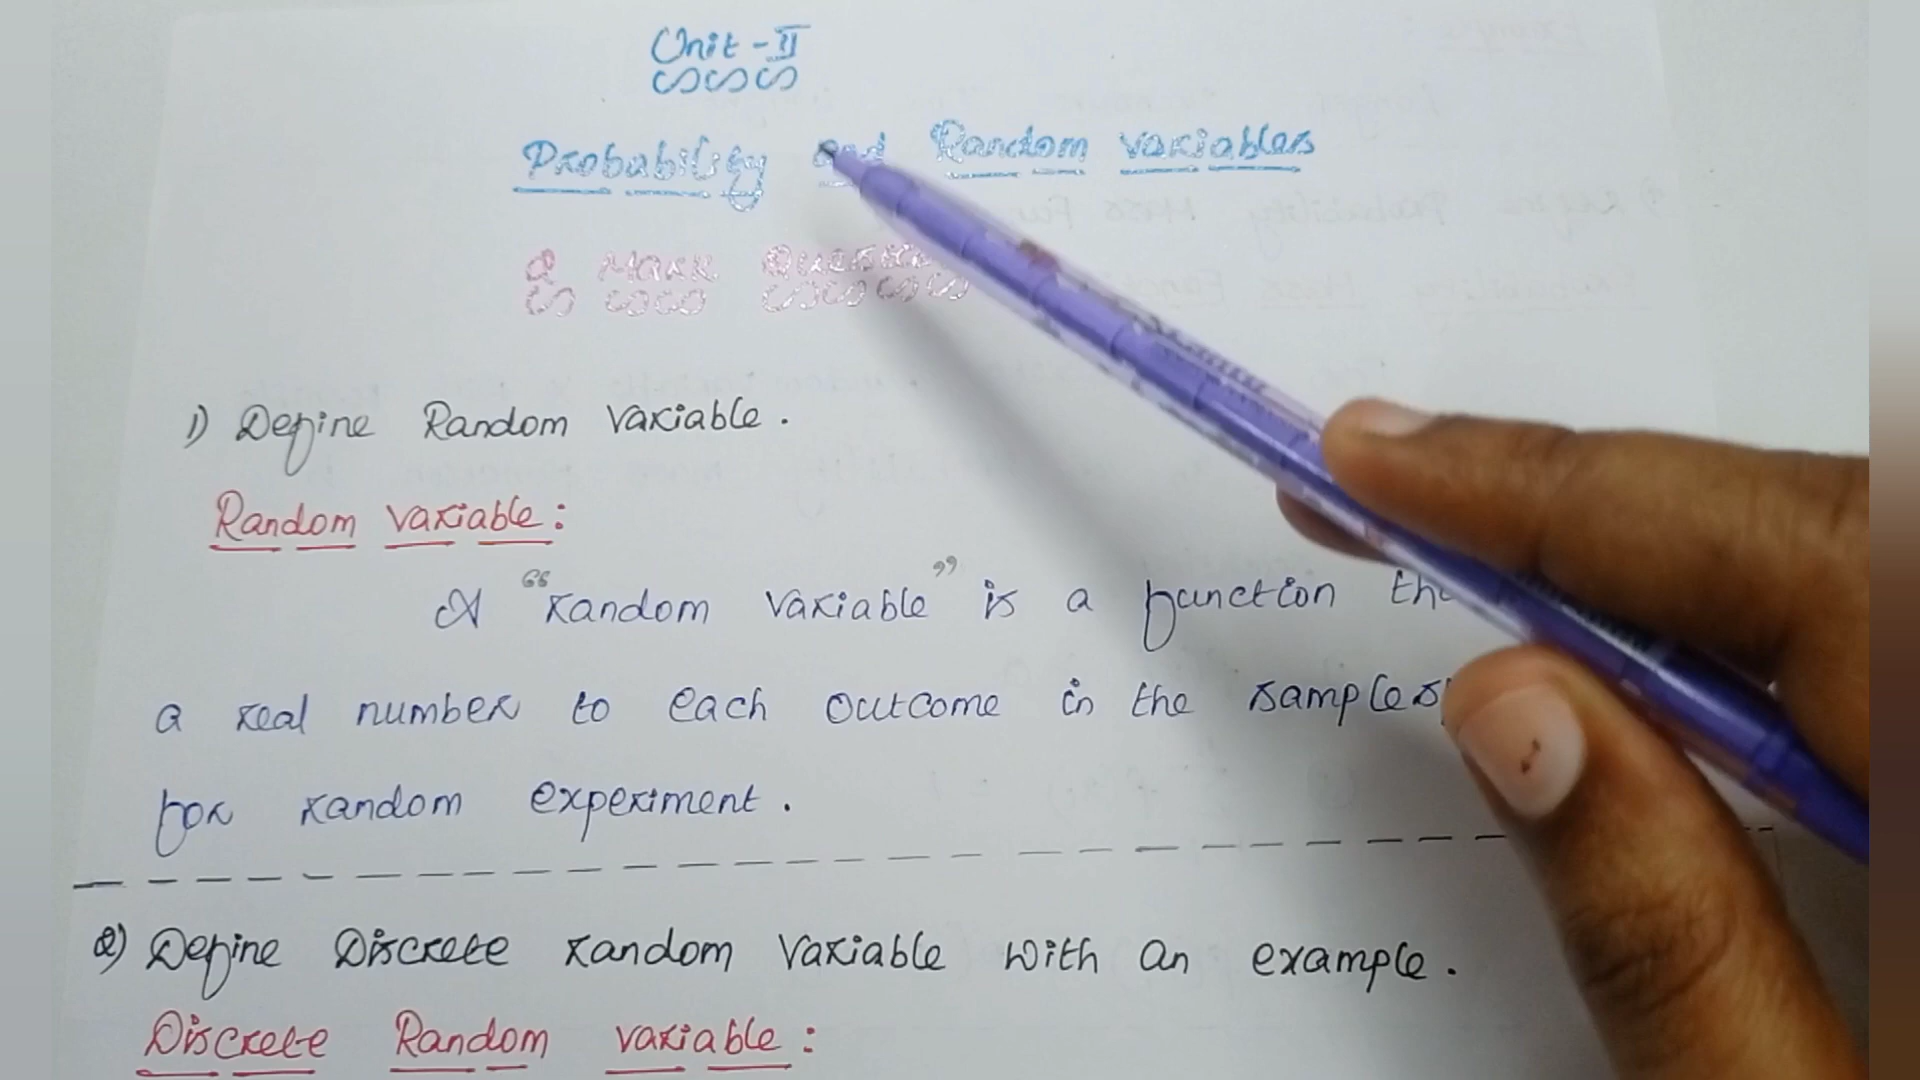 Unit - II
Probability and Random variables
2 Mark
1) Define Random Variable.
Random variable:
A "random variable" is a function
a real number to each outcome in the sample
for random experiment.
2) Define Discrete random variable with an example.
Discrete Random variable: